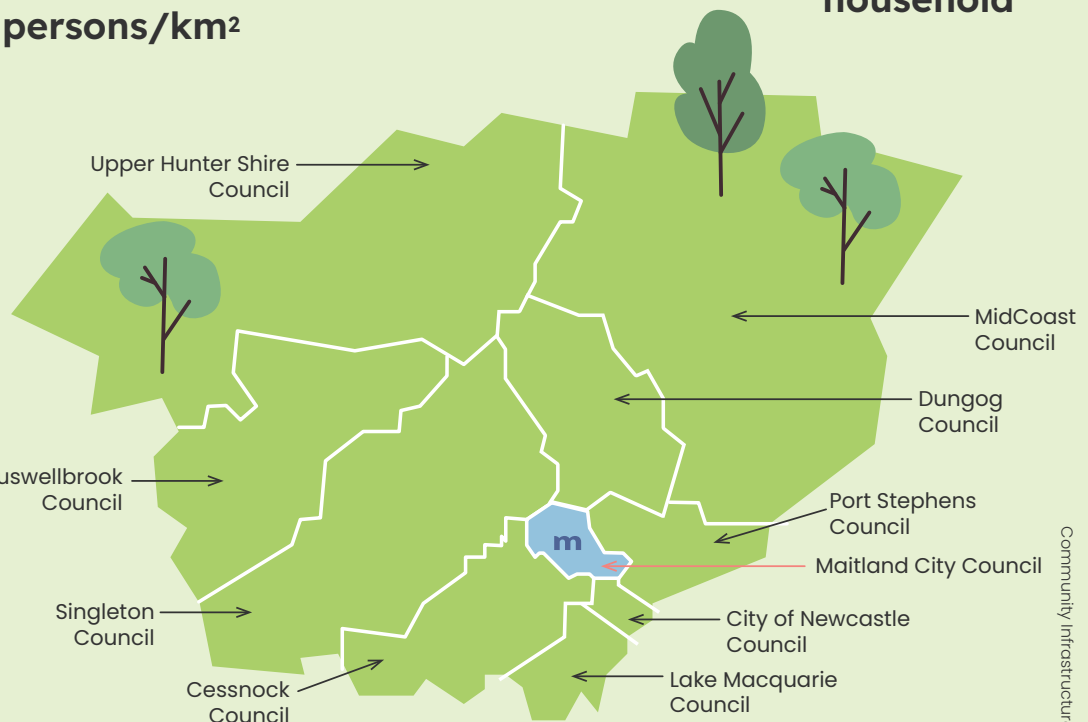 persons/km²
household
Upper Hunter Shire
Council
MidCoast
Council
Dungog
Council
Council
Port Stephens
Council
m
Maitland City Council
Singleton
Council
City of Newcastle
Council
Cessnock
Council
Lake Macquarie
Council
Community